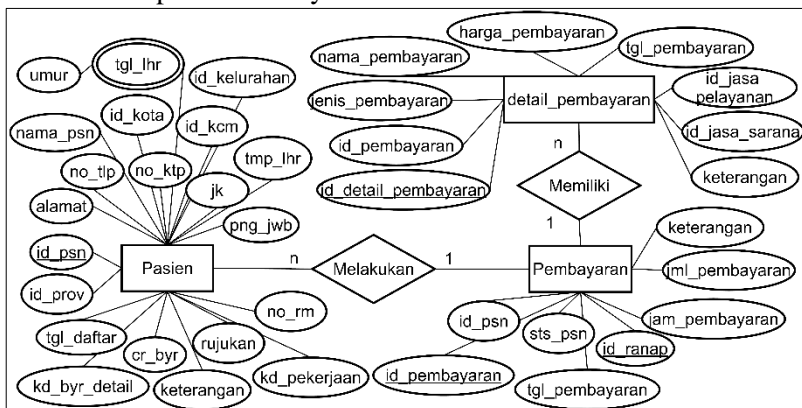 harga_pembayaran
tgl_lhr
id_kelurahan
tgl_pembayaran
nama_pembayaran
umur
id_jasa
pelayanan
detail_pembayaran
id_kota
jenis_pembayaran
id_kcm
nama_psn
id_jasa_sarana
id_pembayaran
n
no_tlp
no_ktp
tmp_lhr
keterangan
jk
id_detail_pembayaran
Memiliki
alamat
png_jwb
1
keterangan
id_psn
n
1
Pasien
Melakukan
Pembayaran
jml_pembayaran
id_prov
no_rm
id_psn
jam_pembayaran
tgl_daftar
sts_psn
rujukan
id_ranap
cr_byr
id_pembayaran
kd_byr_detail
keterangan
kd_pekerjaan
tgl_pembayaran